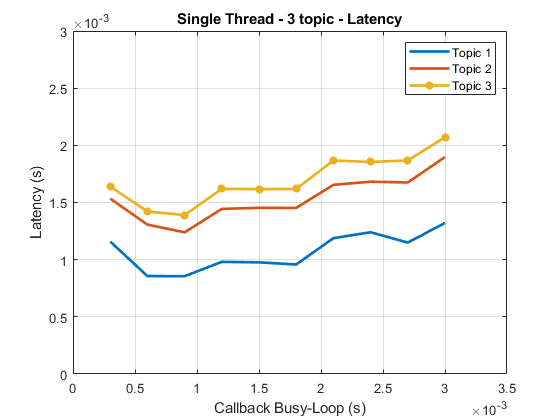 Single Thread - 3 topic - Latency
×10-3
3
2.5
2
1.5
1
0.5
0
Latency (s)
Topic 1
Topic 2
Topic 3
0 0.5 1 1.5 2 2.5 3 3.5
Callback Busy-Loop (s)
×10-3